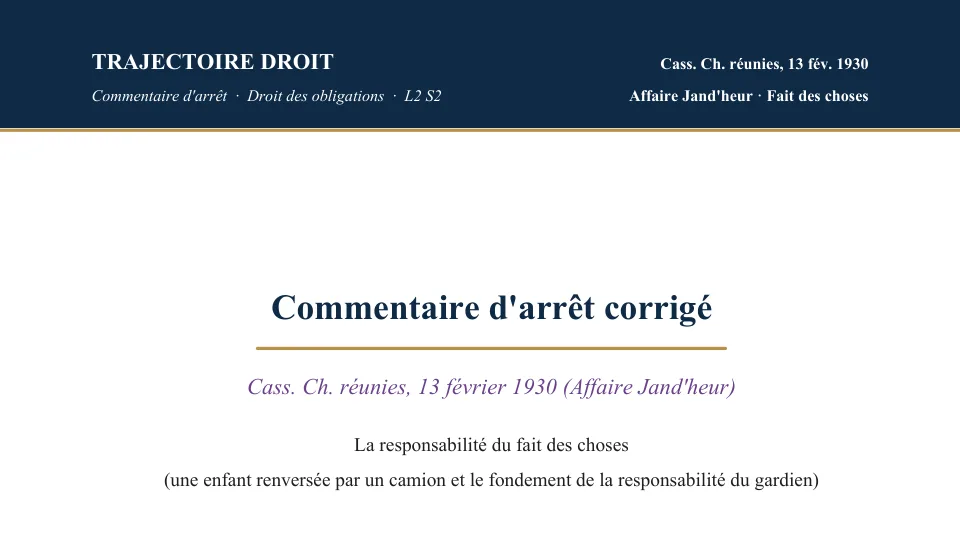 TRAJECTOIRE DROIT
Commentaire d'arrêt · Droit des obligations · L2 S2
Cass. Ch. réunies, 13 fév. 1930
Affaire Jand'heur · Fait des choses
Commentaire d'arrêt corrigé
Cass. Ch. réunies, 13 février 1930 (Affaire Jand'heur)
La responsabilité du fait des choses
(une enfant renversée par un camion et le fondement de la responsabilité du gardien)